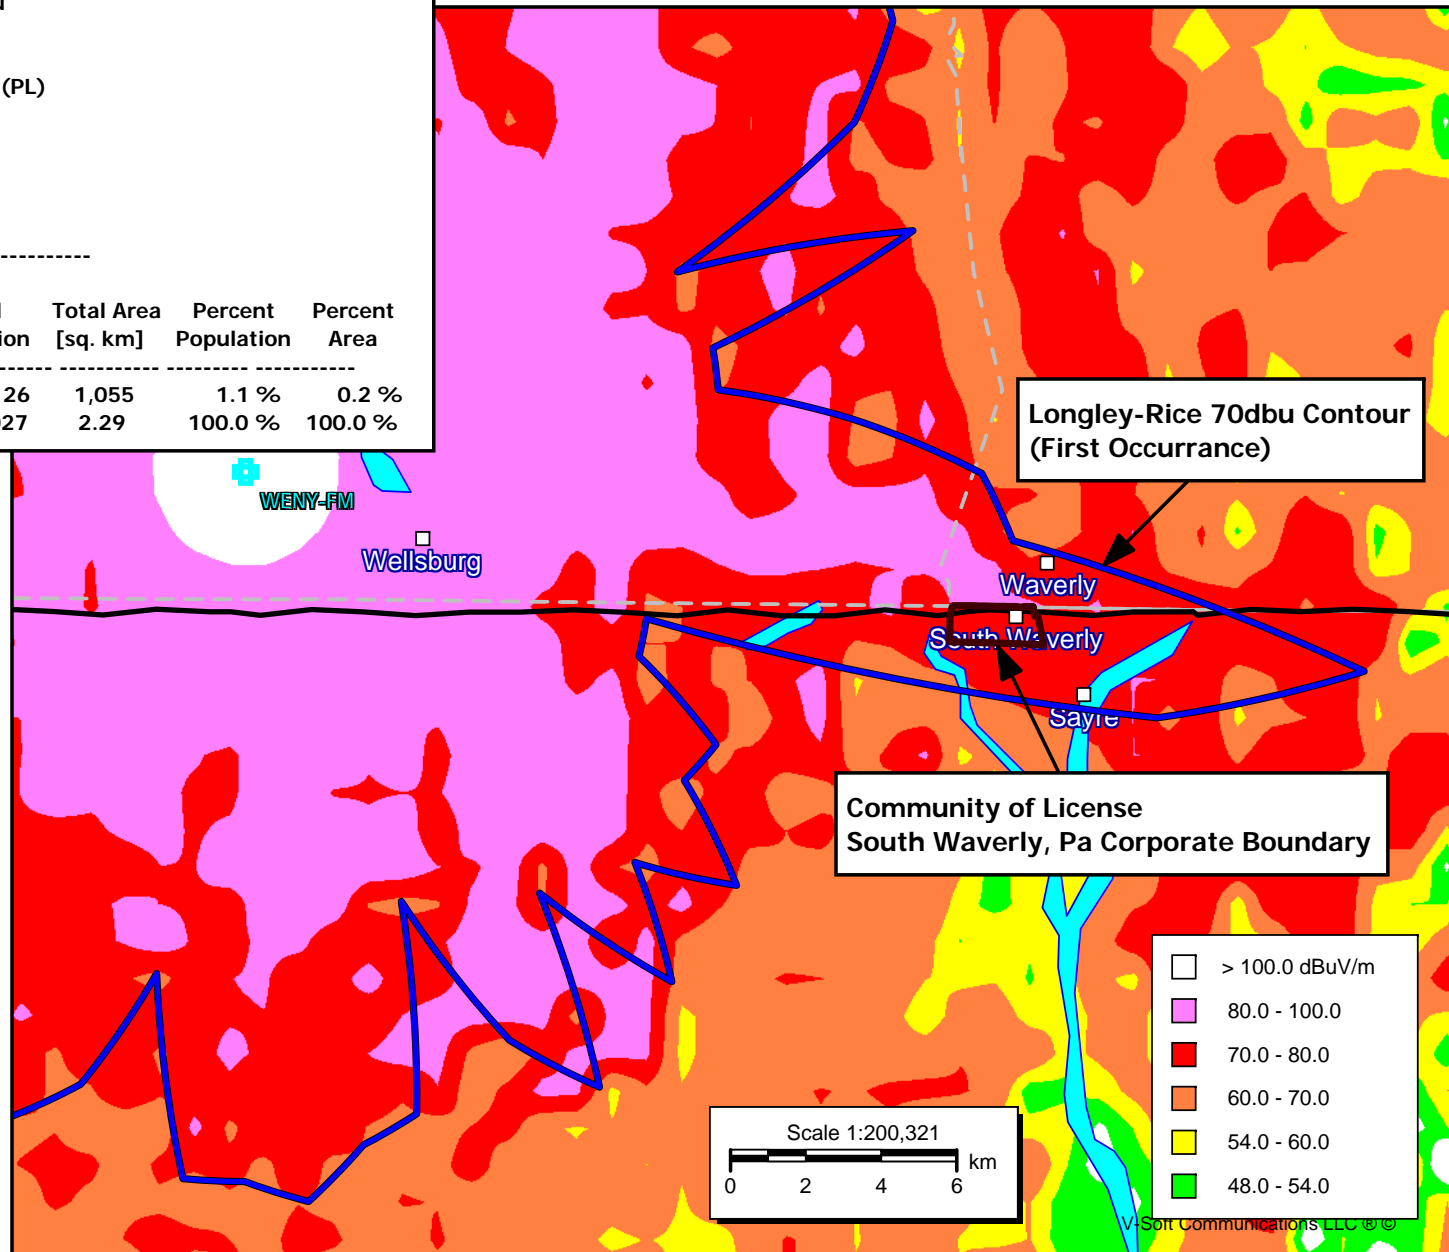 (PL)
-----------
Total Area Percent Percent
[sq. km] Population Area
------ ----------- --------- -----------
26 1,055 1.1 % 0.2 %
27 2.29 100.0 % 100.0 %
WENY-FM
Wellsburg
Longley-Rice 70dbu Contour
(First Occurrance)
Waverly
South Waverly
Sayre
Community of License
South Waverly, Pa Corporate Boundary
> 100.0 dBuV/m
80.0 - 100.0
70.0 - 80.0
60.0 - 70.0
54.0 - 60.0
48.0 - 54.0
Scale 1:200,321
km
0 2 4 6
V-Soft Communications LLC ® ©